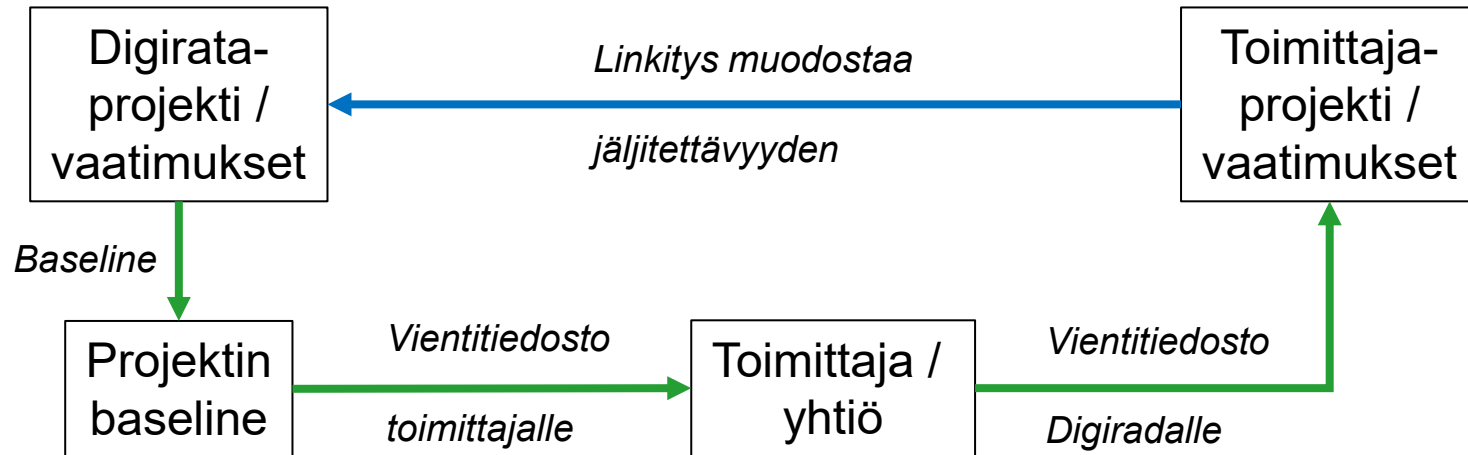 Digirata-
projekti /
vaatimukset
Linkitys muodostaa
jäljitettävyyden
Toimittaja-
projekti /
vaatimukset
Baseline
Projektin
baseline
Vientitiedosto
toimittajalle
Toimittaja /
yhtiö
Vientitiedosto
Digiradalle